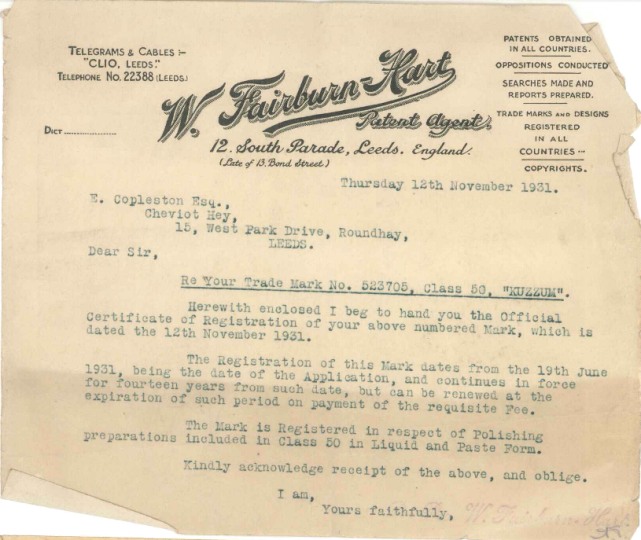 TELEGRAMS & CABLES :-
"CLIO, LEEDS."
TELEPHONE NO. 22388 (LEEDS)
DICT
W. Fairburn-Hart
Patent Agent.
12. South Parade, Leeds. England.
(Late of 13, Bond Street)
PATENTS OBTAINED
IN ALL COUNTRIES.
OPPOSITIONS CONDUCTED
SEARCHES MADE AND
REPORTS PREPARED.
TRADE MARKS AND DESIGNS
REGISTERED
IN ALL
COUNTRIES
COPYRIGHTS.
Thursday 12th November 1931.
E. Copleston Esq.,
Cheviot Hey,
15, West Park Drive, Roundhay,
LEEDS.
Dear Sir,
Re Your Trade Mark No. 523705, Class 50, "KUZZUM".
Herewith enclosed I beg to hand you tha Official
Certificate of Registration of your above numbered Mark, which is
dated the 12th November 1931.
The Registration of this Mark dates from the 19th June
1931, being the date of the Application, and continues in force
for fourteen years from such date, but can be renewed at the
expiration of such period on payment of the requisite Fee.
The Mark is Registered in respect of Polishing
preparations included in Class 50 in Liquid and Paste Form.
Kindly acknowledge receipt of the above, and oblige.
I am,
Yours faithfully, W. Fairburn-Hart